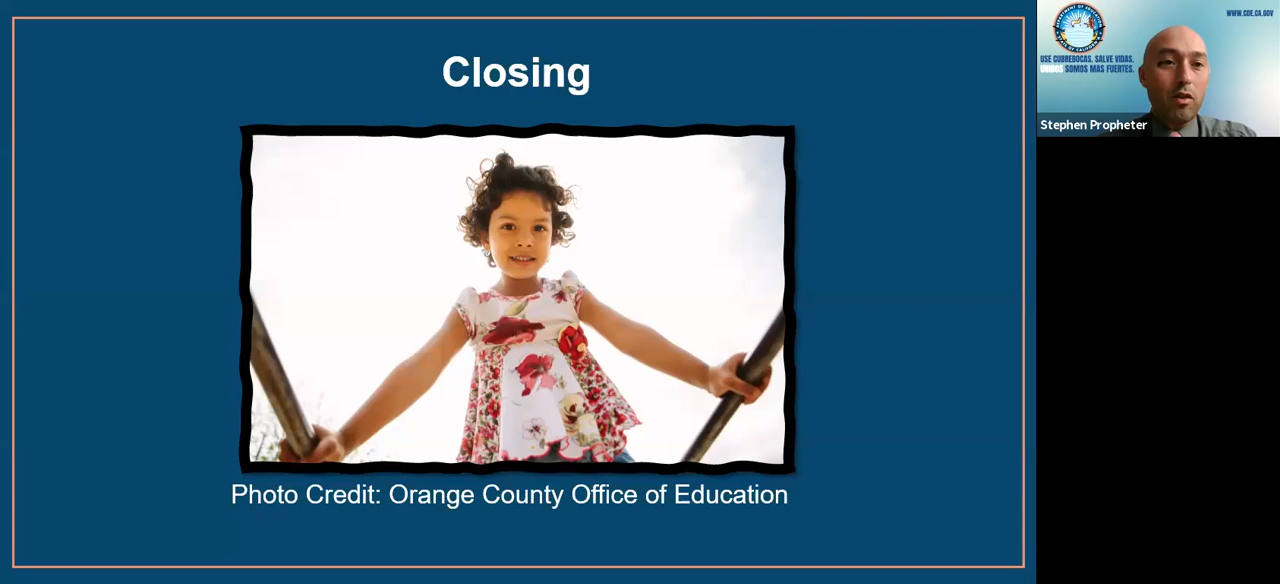 Closing
Photo Credit: Orange County Office of Education
WWW.CDE.CA.GOV
USE CUBREBOCAS, SALVE VIDAS.
UNIDOS SOMOS MAS FUERTES.
Stephen Propheter